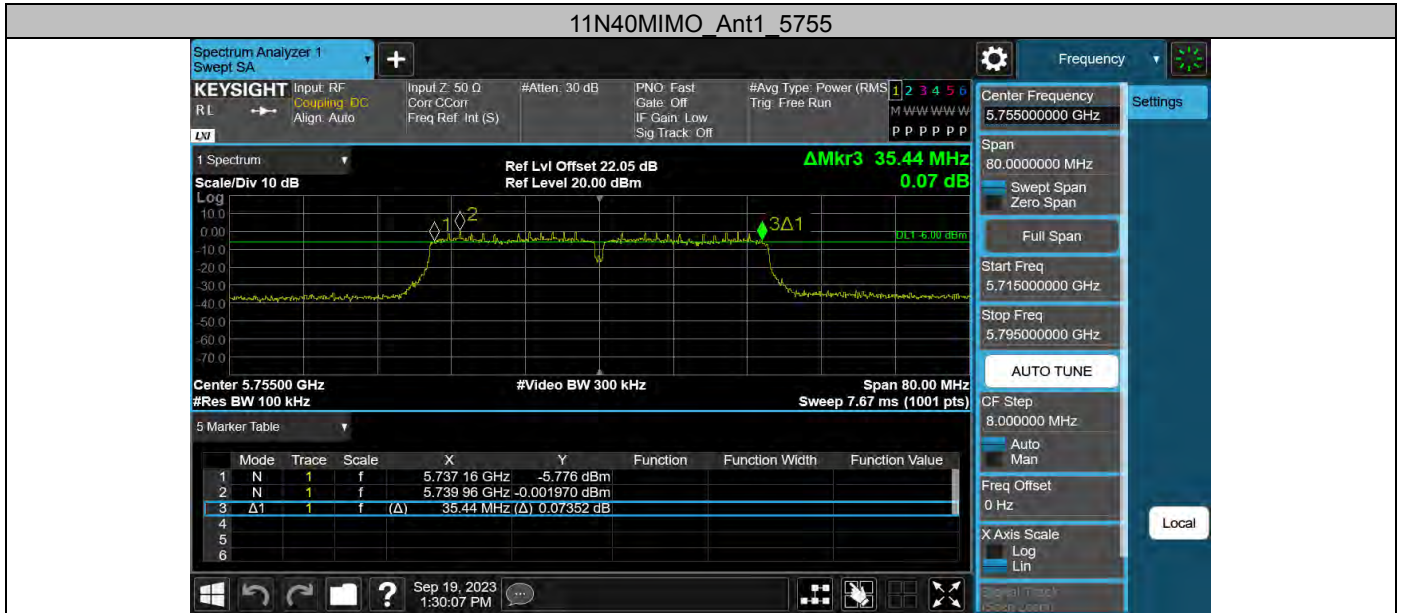 11N40MIMO_Ant1_5755
Spectrum Analyzer 1
Swept SA
+
Frequency
KEYSIGHT
RL
LXI
Input: RF
Coupling: DC
Align: Auto
Input Z: 50 Ω
Corr CCorr
Freq Ref: Int (S)
#Atten: 30 dB
PNO: Fast
Gate: Off
IF Gain: Low
Sig Track: Off
#Avg Type: Power (RMS
Trig: Free Run
1 2 3 4 5 6
M W W W W W
P P P P P P
1 Spectrum
Scale/Div 10 dB
Ref Lvl Offset 22.05 dB
Ref Level 20.00 dBm
ΔMkr3 35.44 MHz
0.07 dB
Log
10.0
0.00
-10.0
-20.0
-30.0
-40.0
-50.0
-60.0
-70.0
1
2
3Δ1
DL1 -6.00 dBm
Center 5.75500 GHz
#Res BW 100 kHz
#Video BW 300 kHz
Span 80.00 MHz
Sweep 7.67 ms (1001 pts)
5 Marker Table
Mode Trace Scale X Y Function Function Width Function Value
1 N 1 f 5.737 16 GHz -5.776 dBm
2 N 1 f 5.739 96 GHz -0.001970 dBm
3 Δ1 1 f (Δ) 35.44 MHz (Δ) 0.07352 dB
4
5
6
?
Sep 19, 2023
1:30:07 PM
Center Frequency
5.755000000 GHz
Settings
Span
80.0000000 MHz
Swept Span
Zero Span
Full Span
Start Freq
5.715000000 GHz
Stop Freq
5.795000000 GHz
AUTO TUNE
CF Step
8.000000 MHz
Auto
Man
Freq Offset
0 Hz
X Axis Scale
Log
Lin
Local
Signal Track
(Span Zoom)